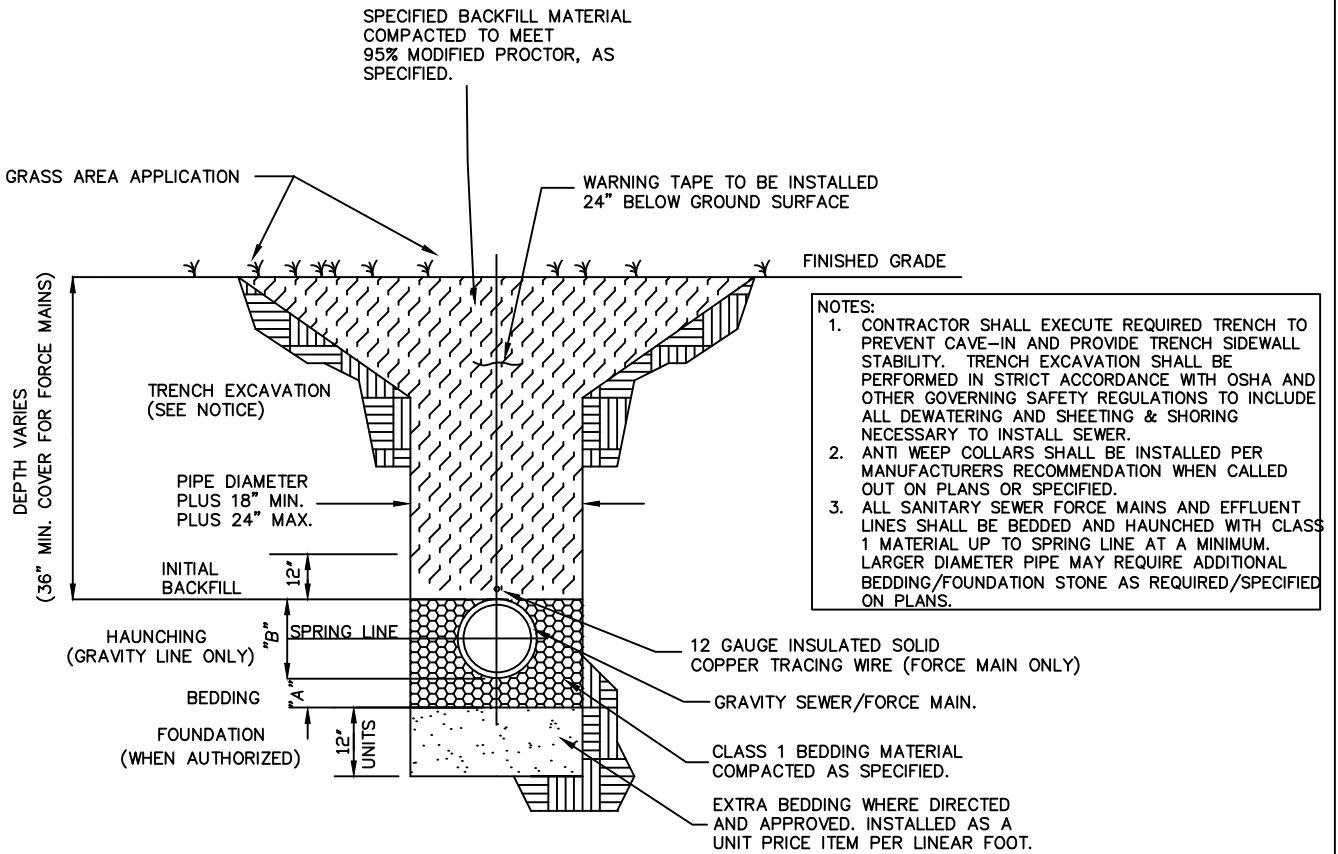 SPECIFIED BACKFILL MATERIAL
COMPACTED TO MEET
95% MODIFIED PROCTOR, AS
SPECIFIED.
GRASS AREA APPLICATION
WARNING TAPE TO BE INSTALLED
24" BELOW GROUND SURFACE
FINISHED GRADE
DEPTH VARIES
(36" MIN. COVER FOR FORCE MAINS)
TRENCH EXCAVATION
(SEE NOTICE)
PIPE DIAMETER
PLUS 18" MIN.
PLUS 24" MAX.
INITIAL
BACKFILL
12"
HAUNCHING
(GRAVITY LINE ONLY)
"B"
SPRING LINE
BEDDING
"A"
FOUNDATION
(WHEN AUTHORIZED)
12"
UNITS
NOTES:
1. CONTRACTOR SHALL EXECUTE REQUIRED TRENCH TO
PREVENT CAVE-IN AND PROVIDE TRENCH SIDEWALL
STABILITY. TRENCH EXCAVATION SHALL BE
PERFORMED IN STRICT ACCORDANCE WITH OSHA AND
OTHER GOVERNING SAFETY REGULATIONS TO INCLUDE
ALL DEWATERING AND SHEETING & SHORING
NECESSARY TO INSTALL SEWER.
2. ANTI WEEP COLLARS SHALL BE INSTALLED PER
MANUFACTURERS RECOMMENDATION WHEN CALLED
OUT ON PLANS OR SPECIFIED.
3. ALL SANITARY SEWER FORCE MAINS AND EFFLUENT
LINES SHALL BE BEDDED AND HAUNCHED WITH CLASS
1 MATERIAL UP TO SPRING LINE AT A MINIMUM.
LARGER DIAMETER PIPE MAY REQUIRE ADDITIONAL
BEDDING/FOUNDATION STONE AS REQUIRED/SPECIFIED
ON PLANS.
12 GAUGE INSULATED SOLID
COPPER TRACING WIRE (FORCE MAIN ONLY)
GRAVITY SEWER/FORCE MAIN.
CLASS 1 BEDDING MATERIAL
COMPACTED AS SPECIFIED.
EXTRA BEDDING WHERE DIRECTED
AND APPROVED. INSTALLED AS A
UNIT PRICE ITEM PER LINEAR FOOT.